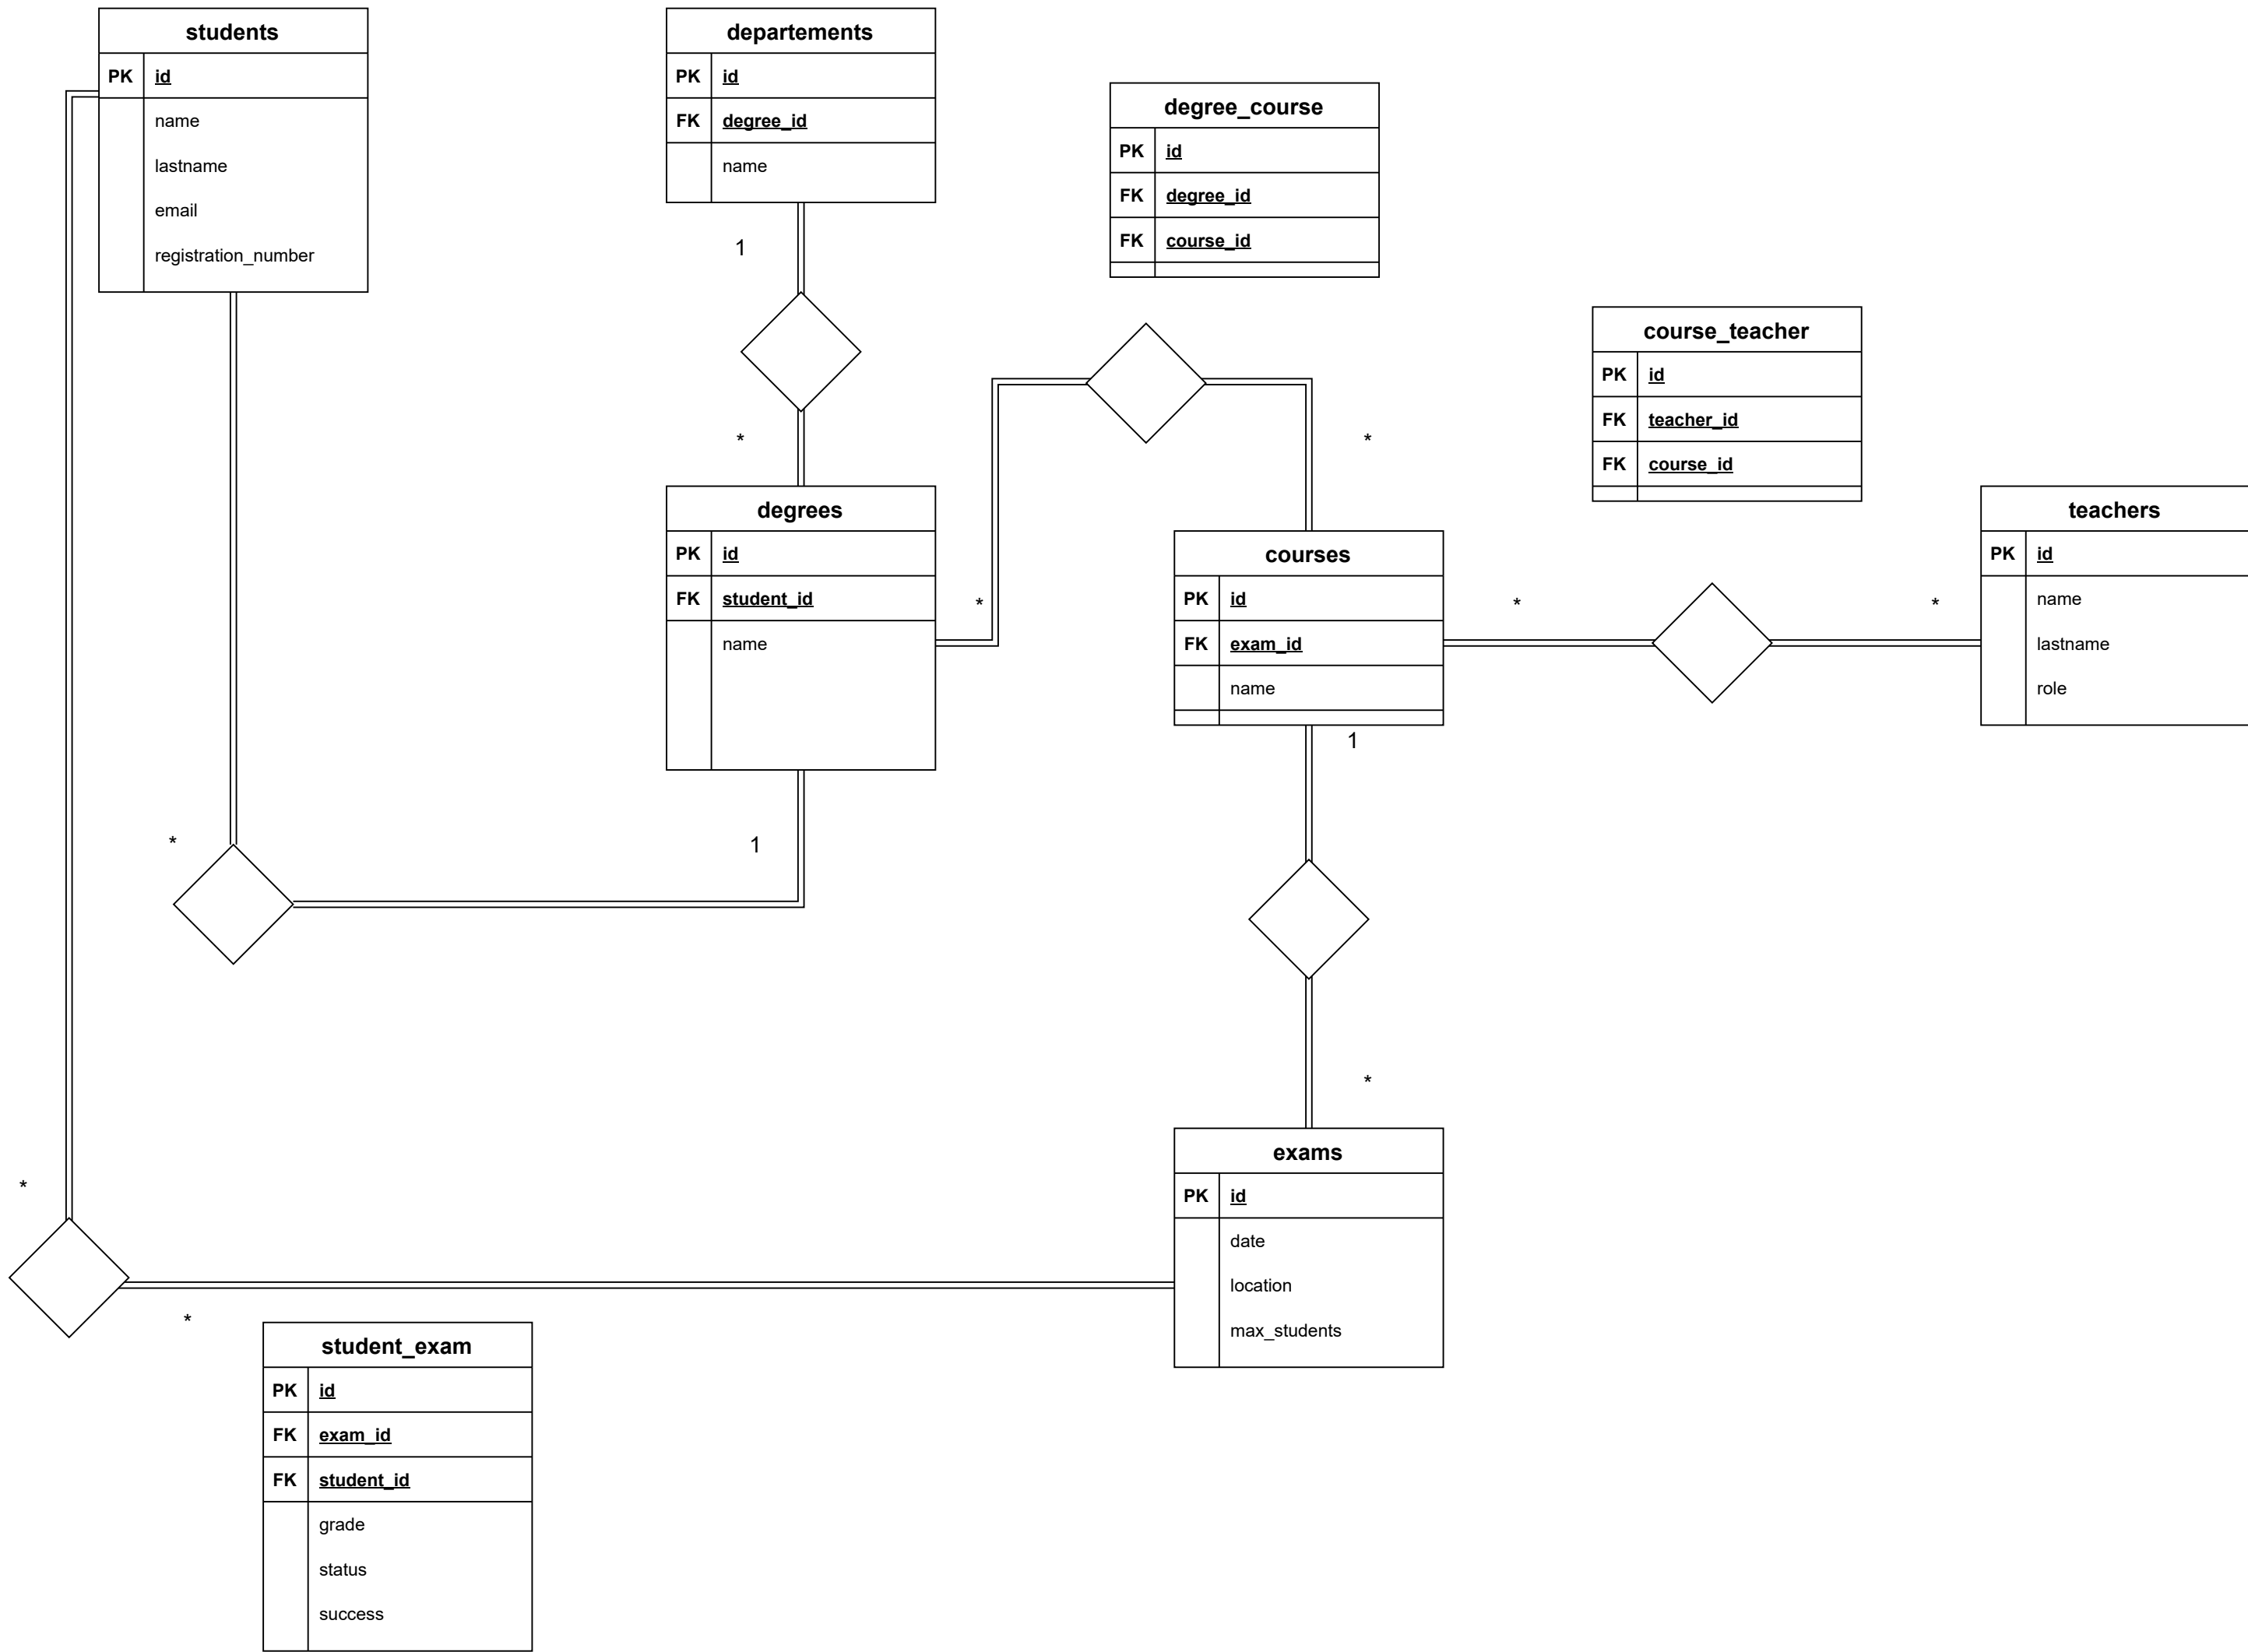 students
PK id
name
lastname
email
registration_number
departements
PK id
FK degree_id
name
degree_course
PK id
FK degree_id
FK course_id
course_teacher
PK id
FK teacher_id
FK course_id
1
*
*
degrees
PK id
FK student_id
name
*
courses
PK id
FK exam_id
name
*
*
teachers
PK id
name
lastname
role
1
*
1
*
exams
PK id
date
location
max_students
*
*
student_exam
PK id
FK exam_id
FK student_id
grade
status
success